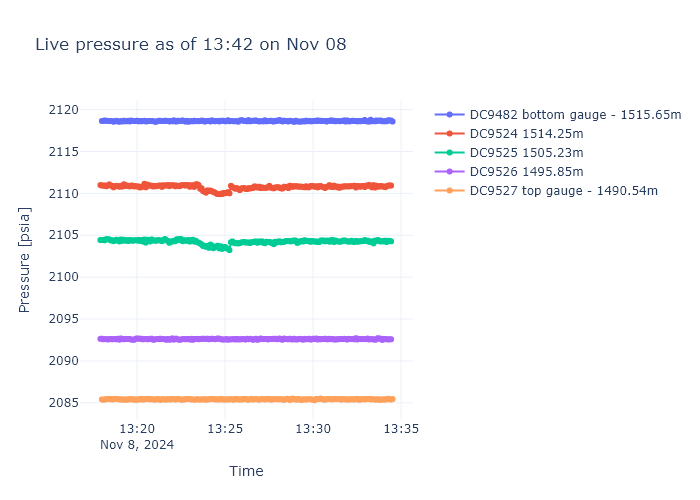 Live pressure as of 13:42 on Nov 08
DC9482 bottom gauge - 1515.65m
DC9524 1514.25m
DC9525 1505.23m
DC9526 1495.85m
DC9527 top gauge - 1490.54m
Pressure [psia]
2120
2115
2110
2105
2100
2095
2090
2085
13:20
13:25
13:30
13:35
Nov 8, 2024
Time